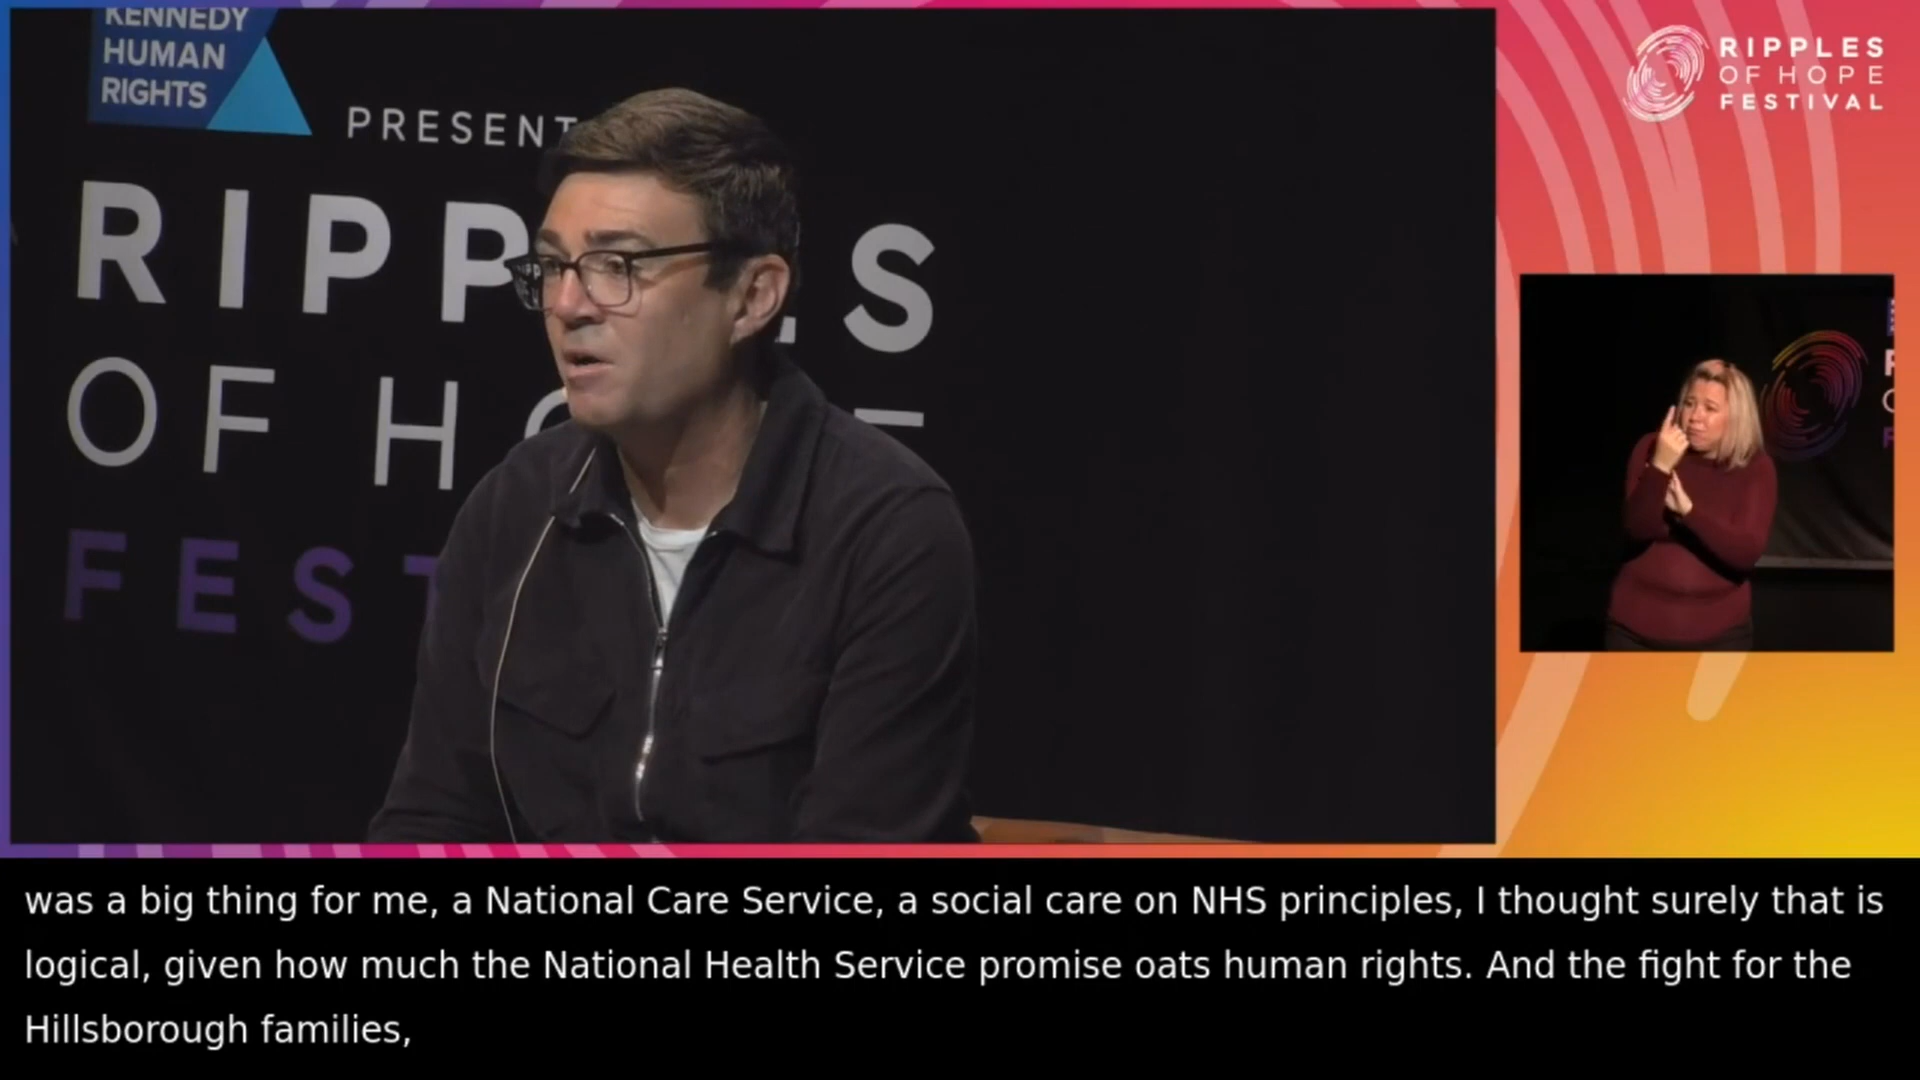 KENNEDY
HUMAN
RIGHTS
PRESENT
RIPP S
OF H
FEST
RIPPLES
OF HOPE
FESTIVAL
was a big thing for me, a National Care Service, a social care on NHS principles, I thought surely that is
logical, given how much the National Health Service promise oats human rights. And the fight for the
Hillsborough families,